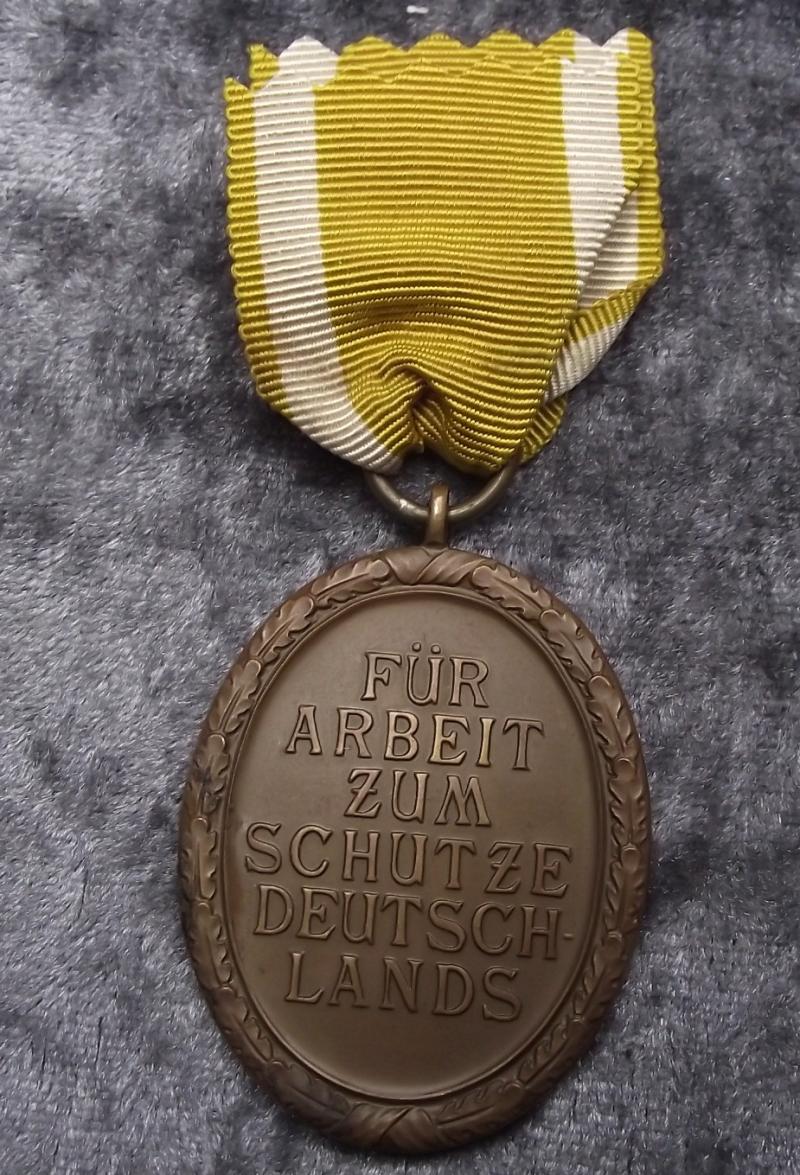 FÜR
ARBEIT
ZUM
SCHUTZE
DEUTSCH-
LANDS